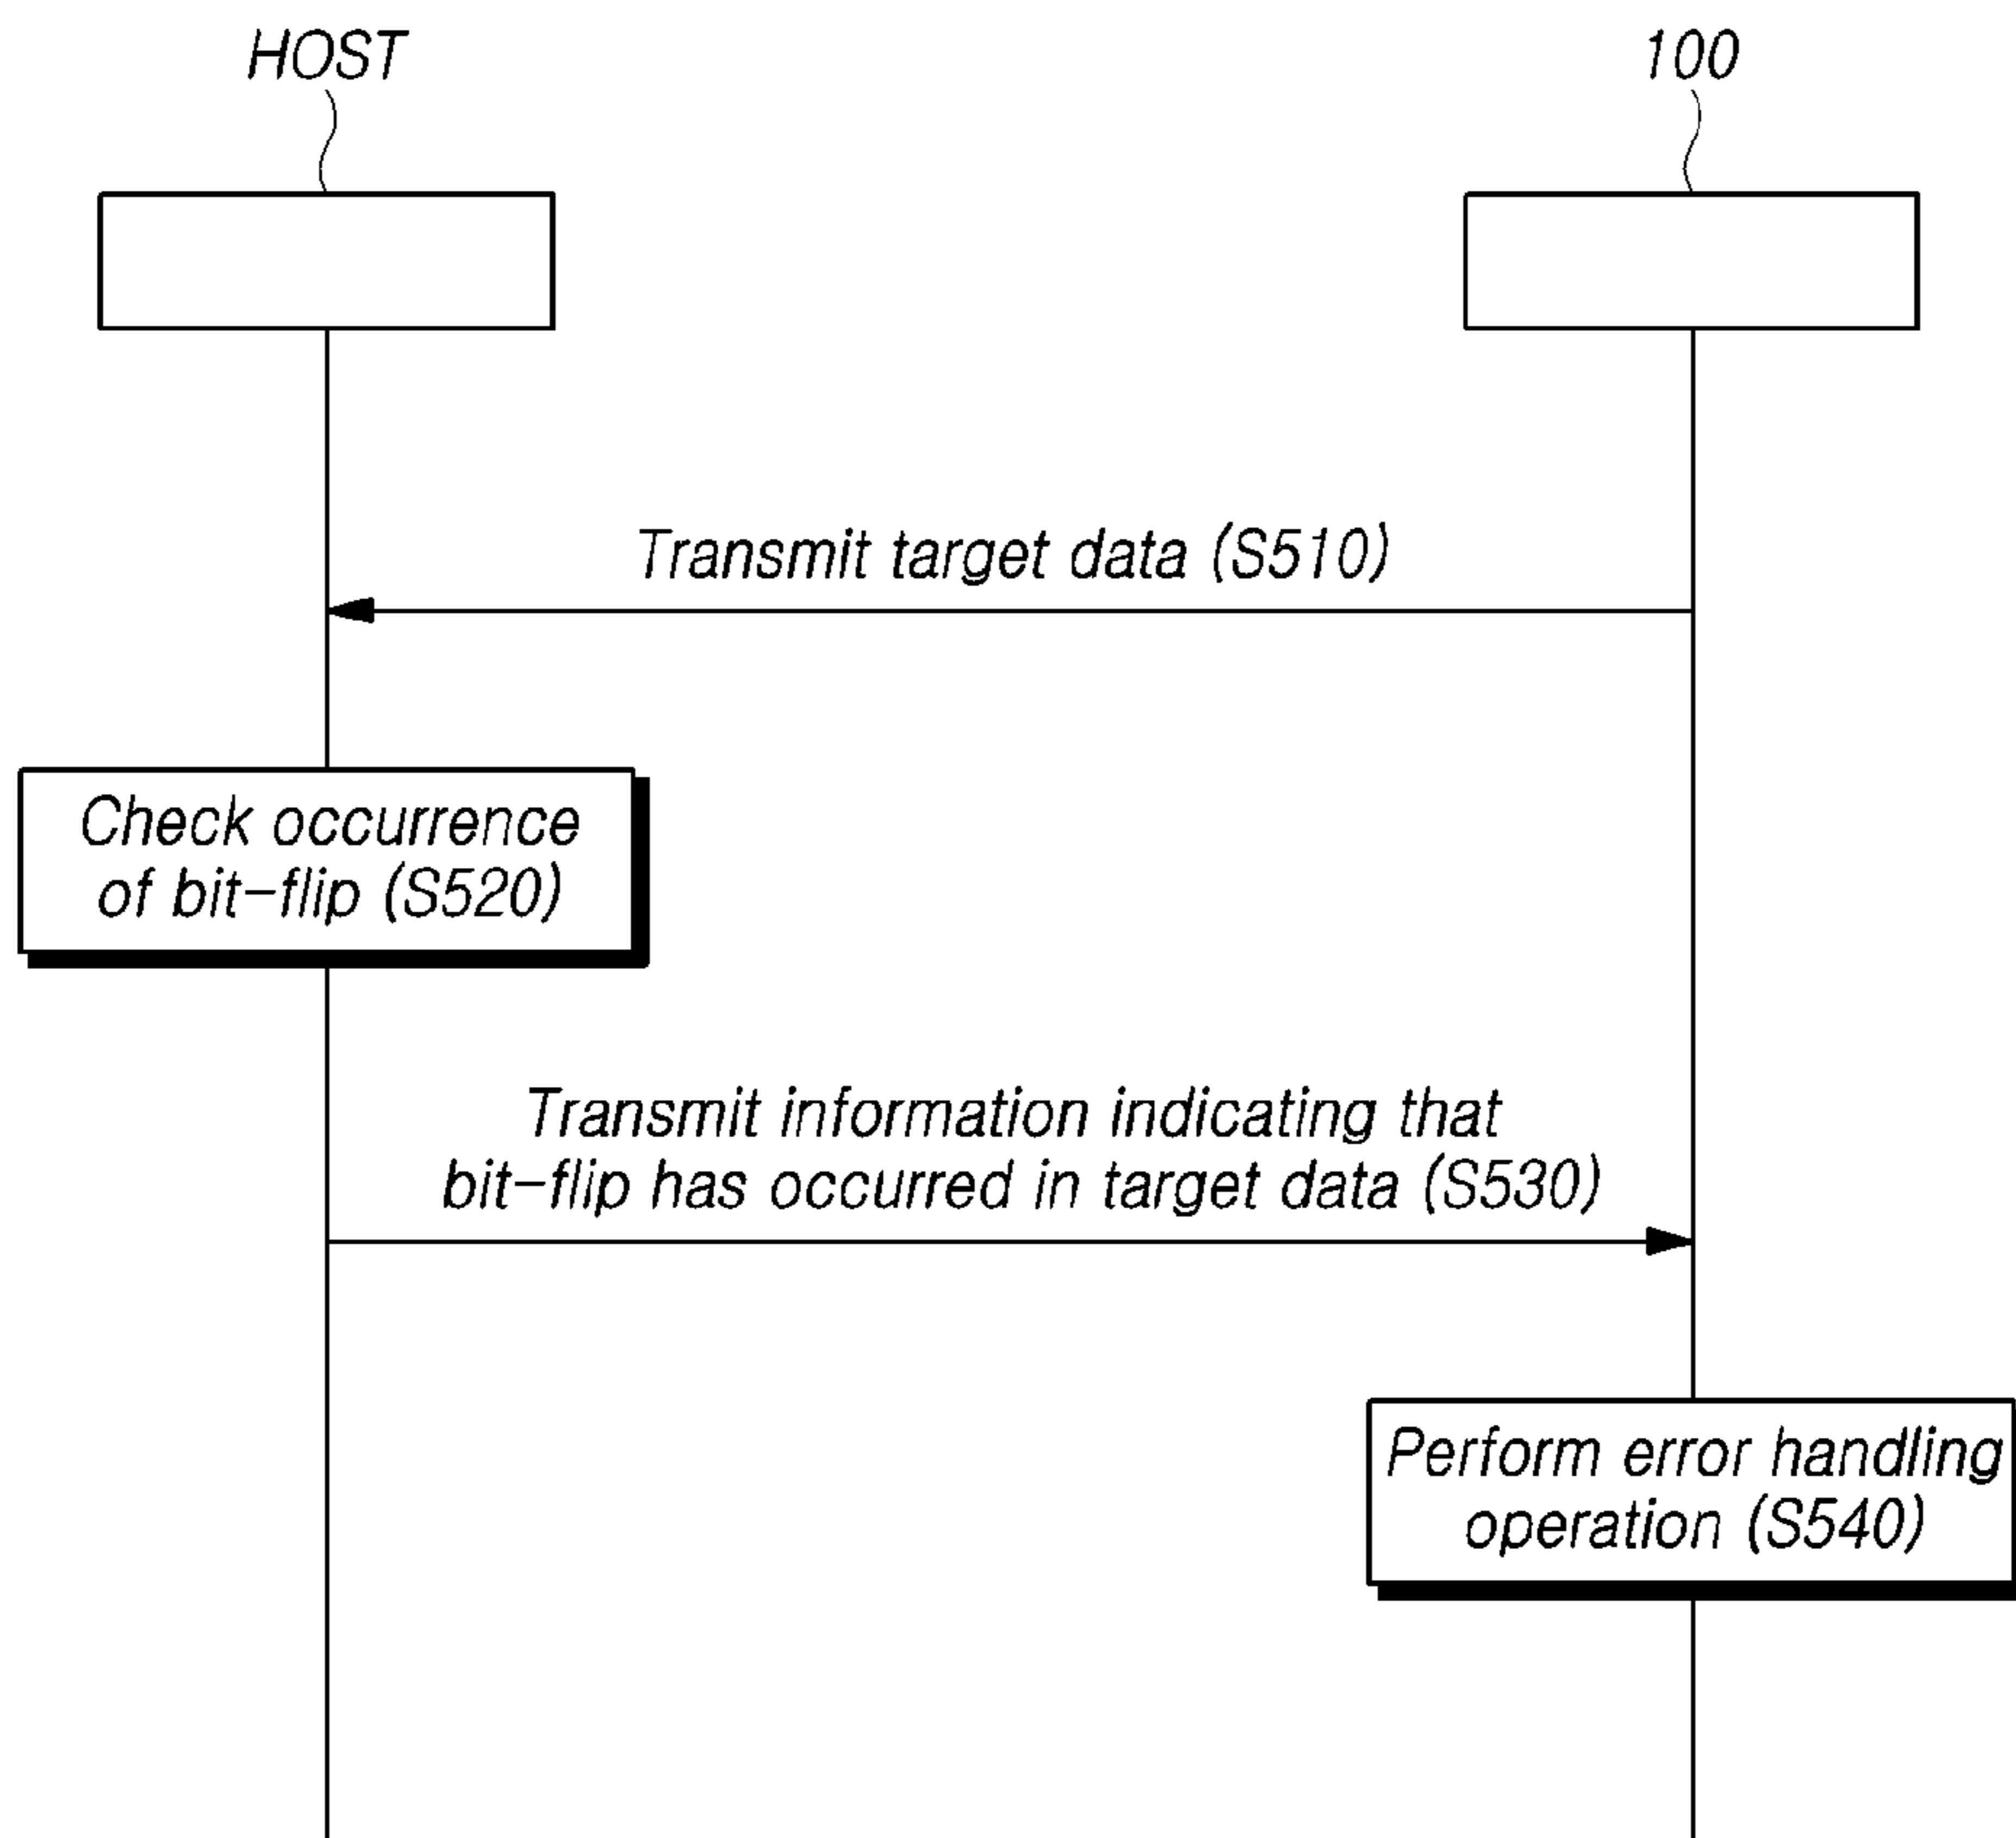 HOST
100
Transmit target data (S510)
Check occurrence
of bit-flip (S520)
Transmit information indicating that
bit-flip has occurred in target data (S530)
Perform error handling
operation (S540)